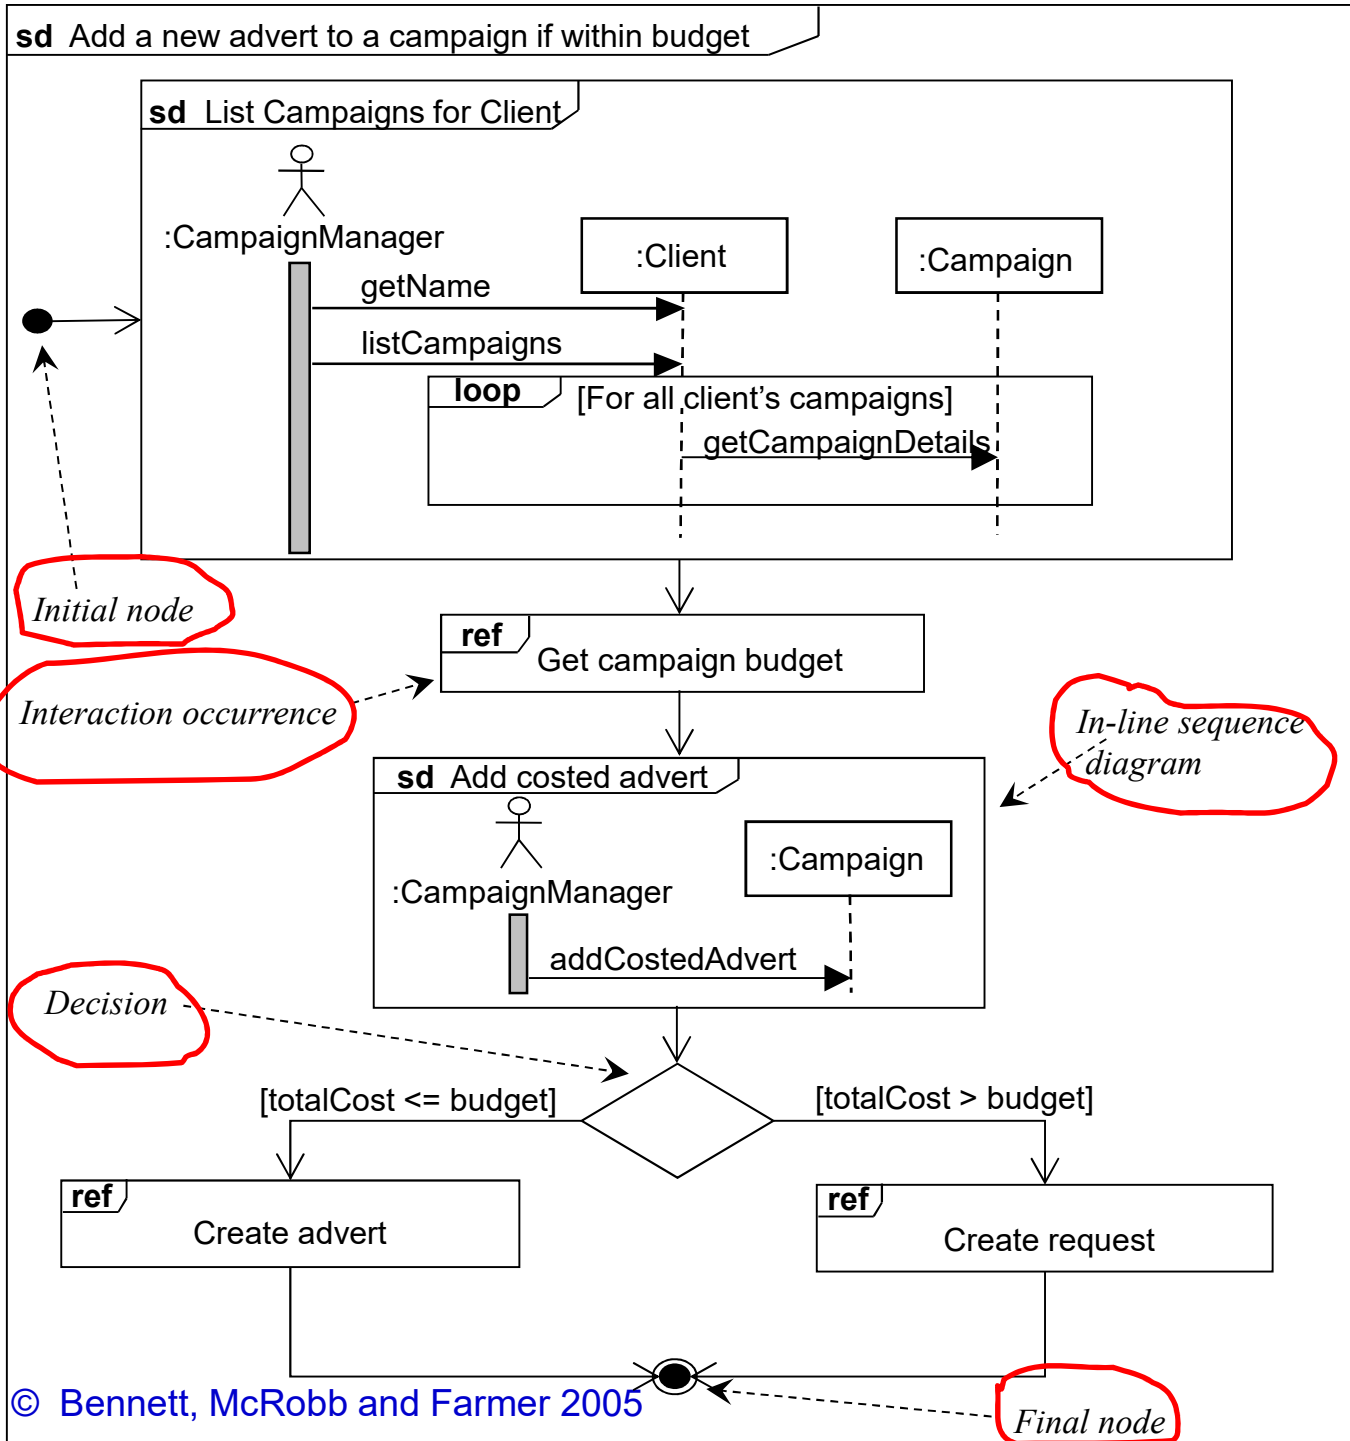 sd Add a new advert to a campaign if within budget
sd List Campaigns for Client
:CampaignManager
:Client
:Campaign
getName
listCampaigns
loop [For all client’s campaigns]
getCampaignDetails
Initial node
ref
Get campaign budget
Interaction occurrence
In-line sequence
diagram
sd Add costed advert
:Campaign
:CampaignManager
addCostedAdvert
Decision
[totalCost <= budget]
[totalCost > budget]
ref
Create advert
ref
Create request
© Bennett, McRobb and Farmer 2005
Final node